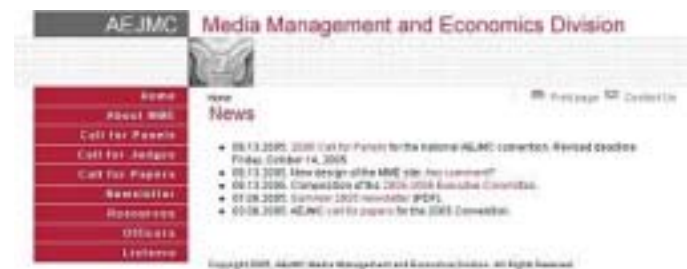 AEJMC
Media Management and Economics Division
Home
About MME
Call for Panels
Call for Judges
Call for Papers
Newsletter
Resources
Officers
Listserv
Home
Print page Contact Us
News
09.13.2005. 2006 Call for Panels for the national AEJMC convention. Revised deadline
Friday, October 14, 2005
09.13.2005. New design of the MME site. Any comment?
09.13.2005. Composition of the 2005-2006 Executive Committee.
2005. Summer 2005 newsletter (PDF).
2005. AEJMC call for papers for the 2005 Convention.
Copyright 2005, AEJMC Media Management and Economics Division. All Rights Reserved.